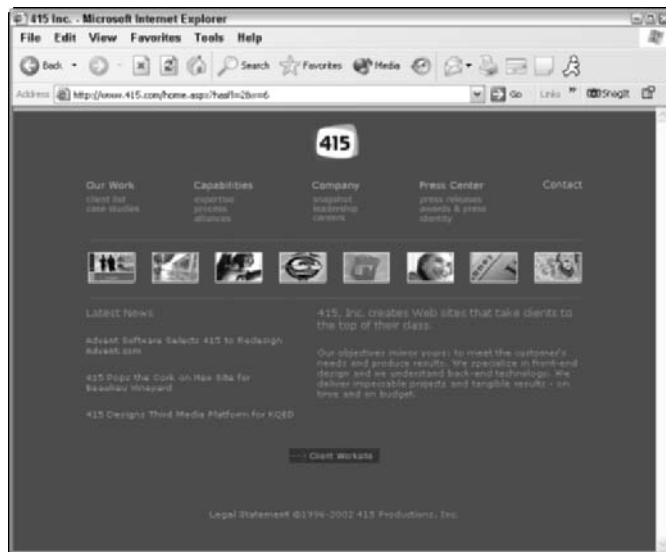 415 Inc. - Microsoft Internet Explorer
File Edit View Favorites Tools Help
Back Search Favorites Media
Address http://www.415.com/home.aspx? Go Links » SnagIt
415
Our Work Capabilities Company Press Center Contact
client list expertise snapshot press releases
case studies process leadership awards & press
alliances careers identity
Latest News
415, Inc. creates Web sites that take clients to
the top of their class.
Advent Software Selects 415 to Redesign
Advent.com
415 Pops the Cork on New Site for
Beaulieu Vineyard
415 Designs Third Media Platform for KQED
Our objectives mirror yours: to meet the customer's
needs and produce results. We specialize in front-end
design and we understand back-end technology. We
deliver impeccable projects and tangible results - on
time and on budget.
Client Worksite
Legal Statement ©1996-2002 415 Productions, Inc.